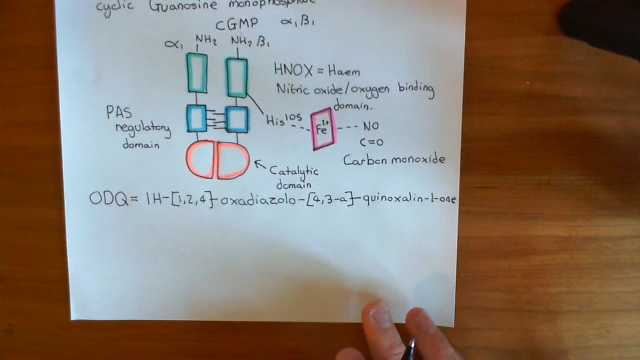 cyclic Guanosine monophosphate
cGMP α1β1
α1 NH2 NH2 β1
HNOX = Haem
Nitric oxide/oxygen binding
domain.
PAS
regulatory
domain
His105
Fe2+
NO
C=O
Carbon monoxide
Catalytic
domain
ODQ = 1H-[1,2,4]-oxadiazolo-[4,3-a]-quinoxalin-1-one